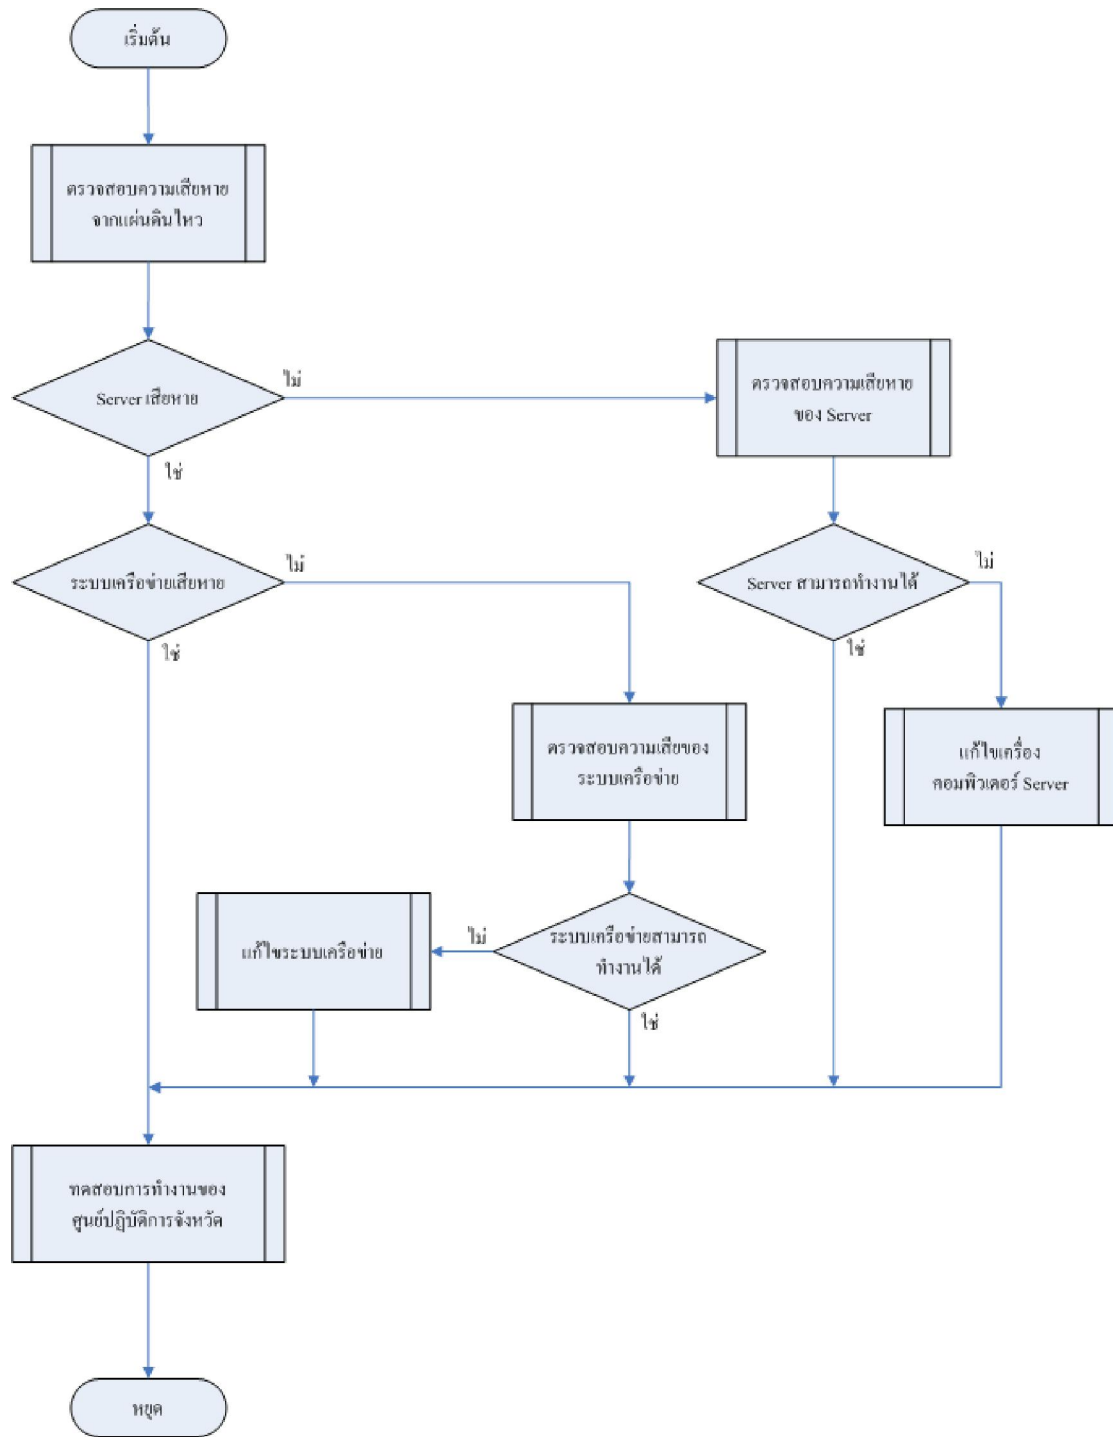 เริ่มต้น
ตรวจสอบความเสียหาย
จากแผ่นดินไหว
Server เสียหาย
ไม่
ใช่
ตรวจสอบความเสียหาย
ของ Server
ระบบเครือข่ายเสียหาย
ไม่
ใช่
Server สามารถทำงานได้
ไม่
ใช่
ตรวจสอบความเสียของ
ระบบเครือข่าย
แก้ไขเครื่อง
คอมพิวเตอร์ Server
แก้ไขระบบเครือข่าย
ไม่
ระบบเครือข่ายสามารถ
ทำงานได้
ใช่
ทดสอบการทำงานของ
ศูนย์ปฏิบัติการจังหวัด
หยุด